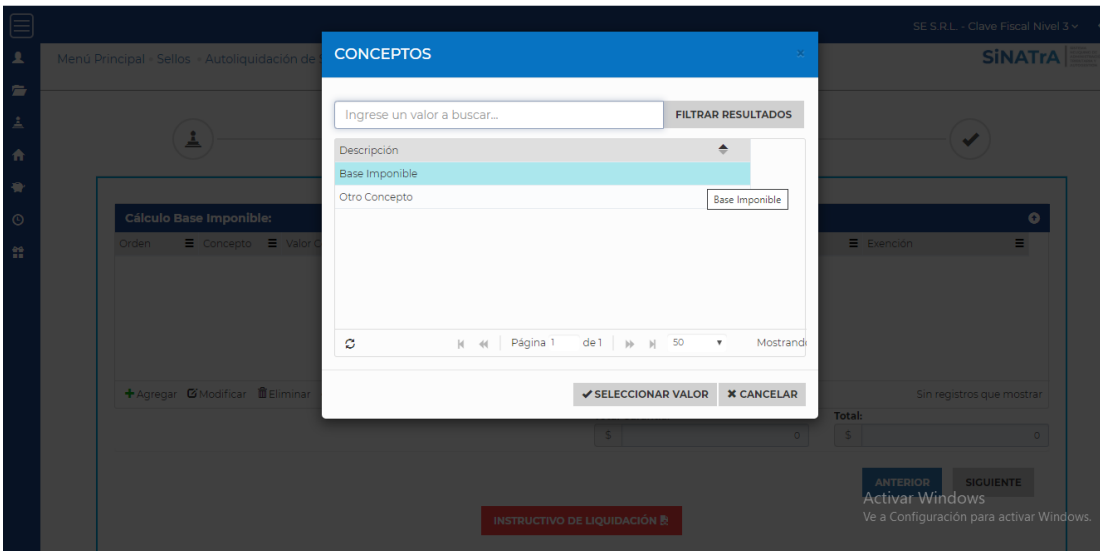 SE S.R.L. - Clave Fiscal Nivel 3
Menú Principal - Sellos - Autoliquidación de
SiNATrA
CONCEPTOS
×
Ingrese un valor a buscar...
FILTRAR RESULTADOS
Descripción
Base Imponible
Otro Concepto
Base Imponible
Cálculo Base Imponible:
Orden Concepto Valor C
Exención
Página 1 de 1 50 Mostrand
SELECCIONAR VALOR
CANCELAR
Agregar Modificar Eliminar
Sin registros que mostrar
Total:
$ 0
$ 0
ANTERIOR
SIGUIENTE
INSTRUCTIVO DE LIQUIDACIÓN
Activar Windows
Ve a Configuración para activar Windows.